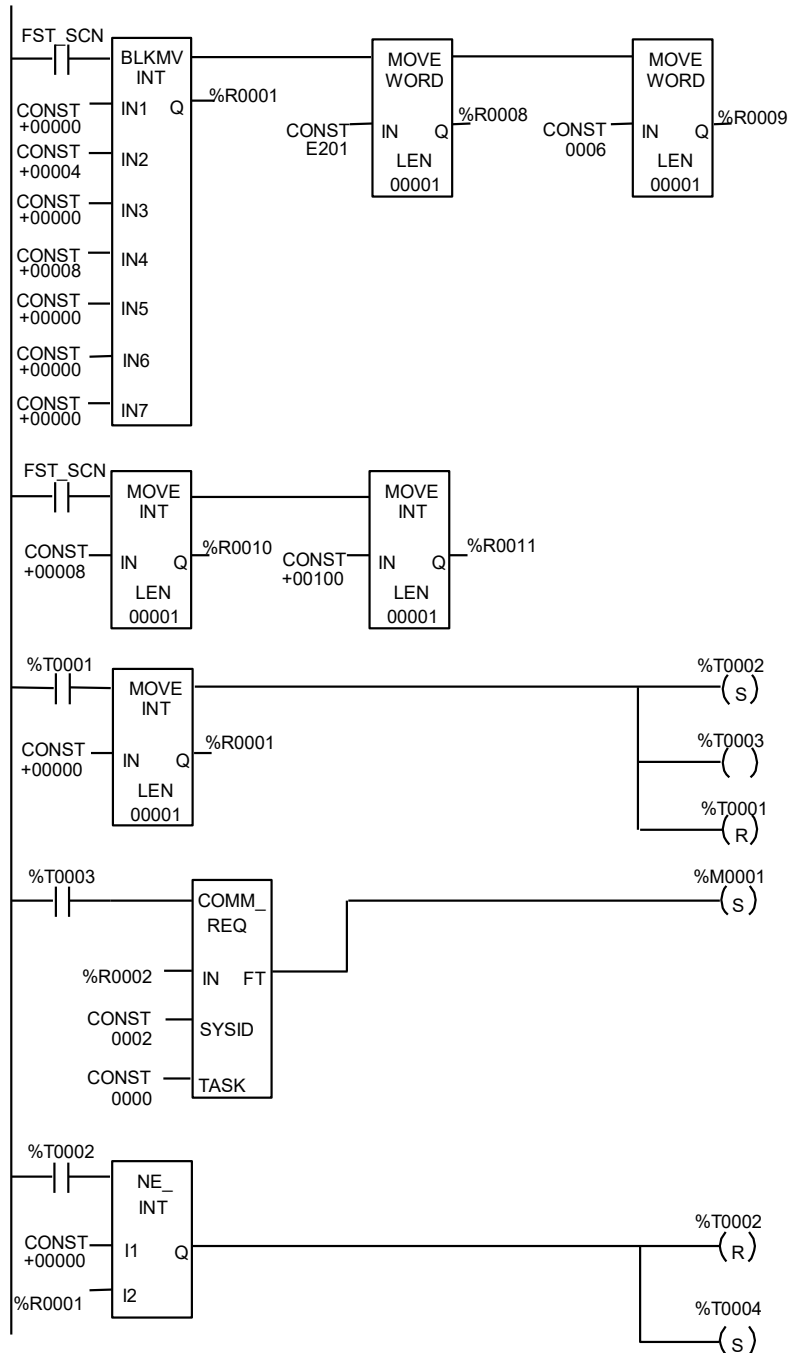 FST_SCN
BLKMV
INT
MOVE
WORD
MOVE
WORD
CONST
+00000
IN1 Q
%R0001
CONST
E201
IN Q
%R0008
CONST
0006
IN Q
%R0009
CONST
+00004
IN2
LEN
00001
LEN
00001
CONST
+00000
IN3
CONST
+00008
IN4
CONST
+00000
IN5
CONST
+00000
IN6
CONST
+00000
IN7
FST_SCN
MOVE
INT
MOVE
INT
CONST
+00008
IN Q
%R0010
CONST
+00100
IN Q
%R0011
LEN
00001
LEN
00001
%T0001
MOVE
INT
%T0002
S
CONST
+00000
IN Q
%R0001
%T0003
LEN
00001
%T0001
R
%T0003
COMM_
REQ
%M0001
S
%R0002
IN FT
CONST
0002
SYSID
CONST
0000
TASK
%T0002
NE_
INT
CONST
+00000
I1 Q
%T0002
R
%R0001
I2
%T0004
S